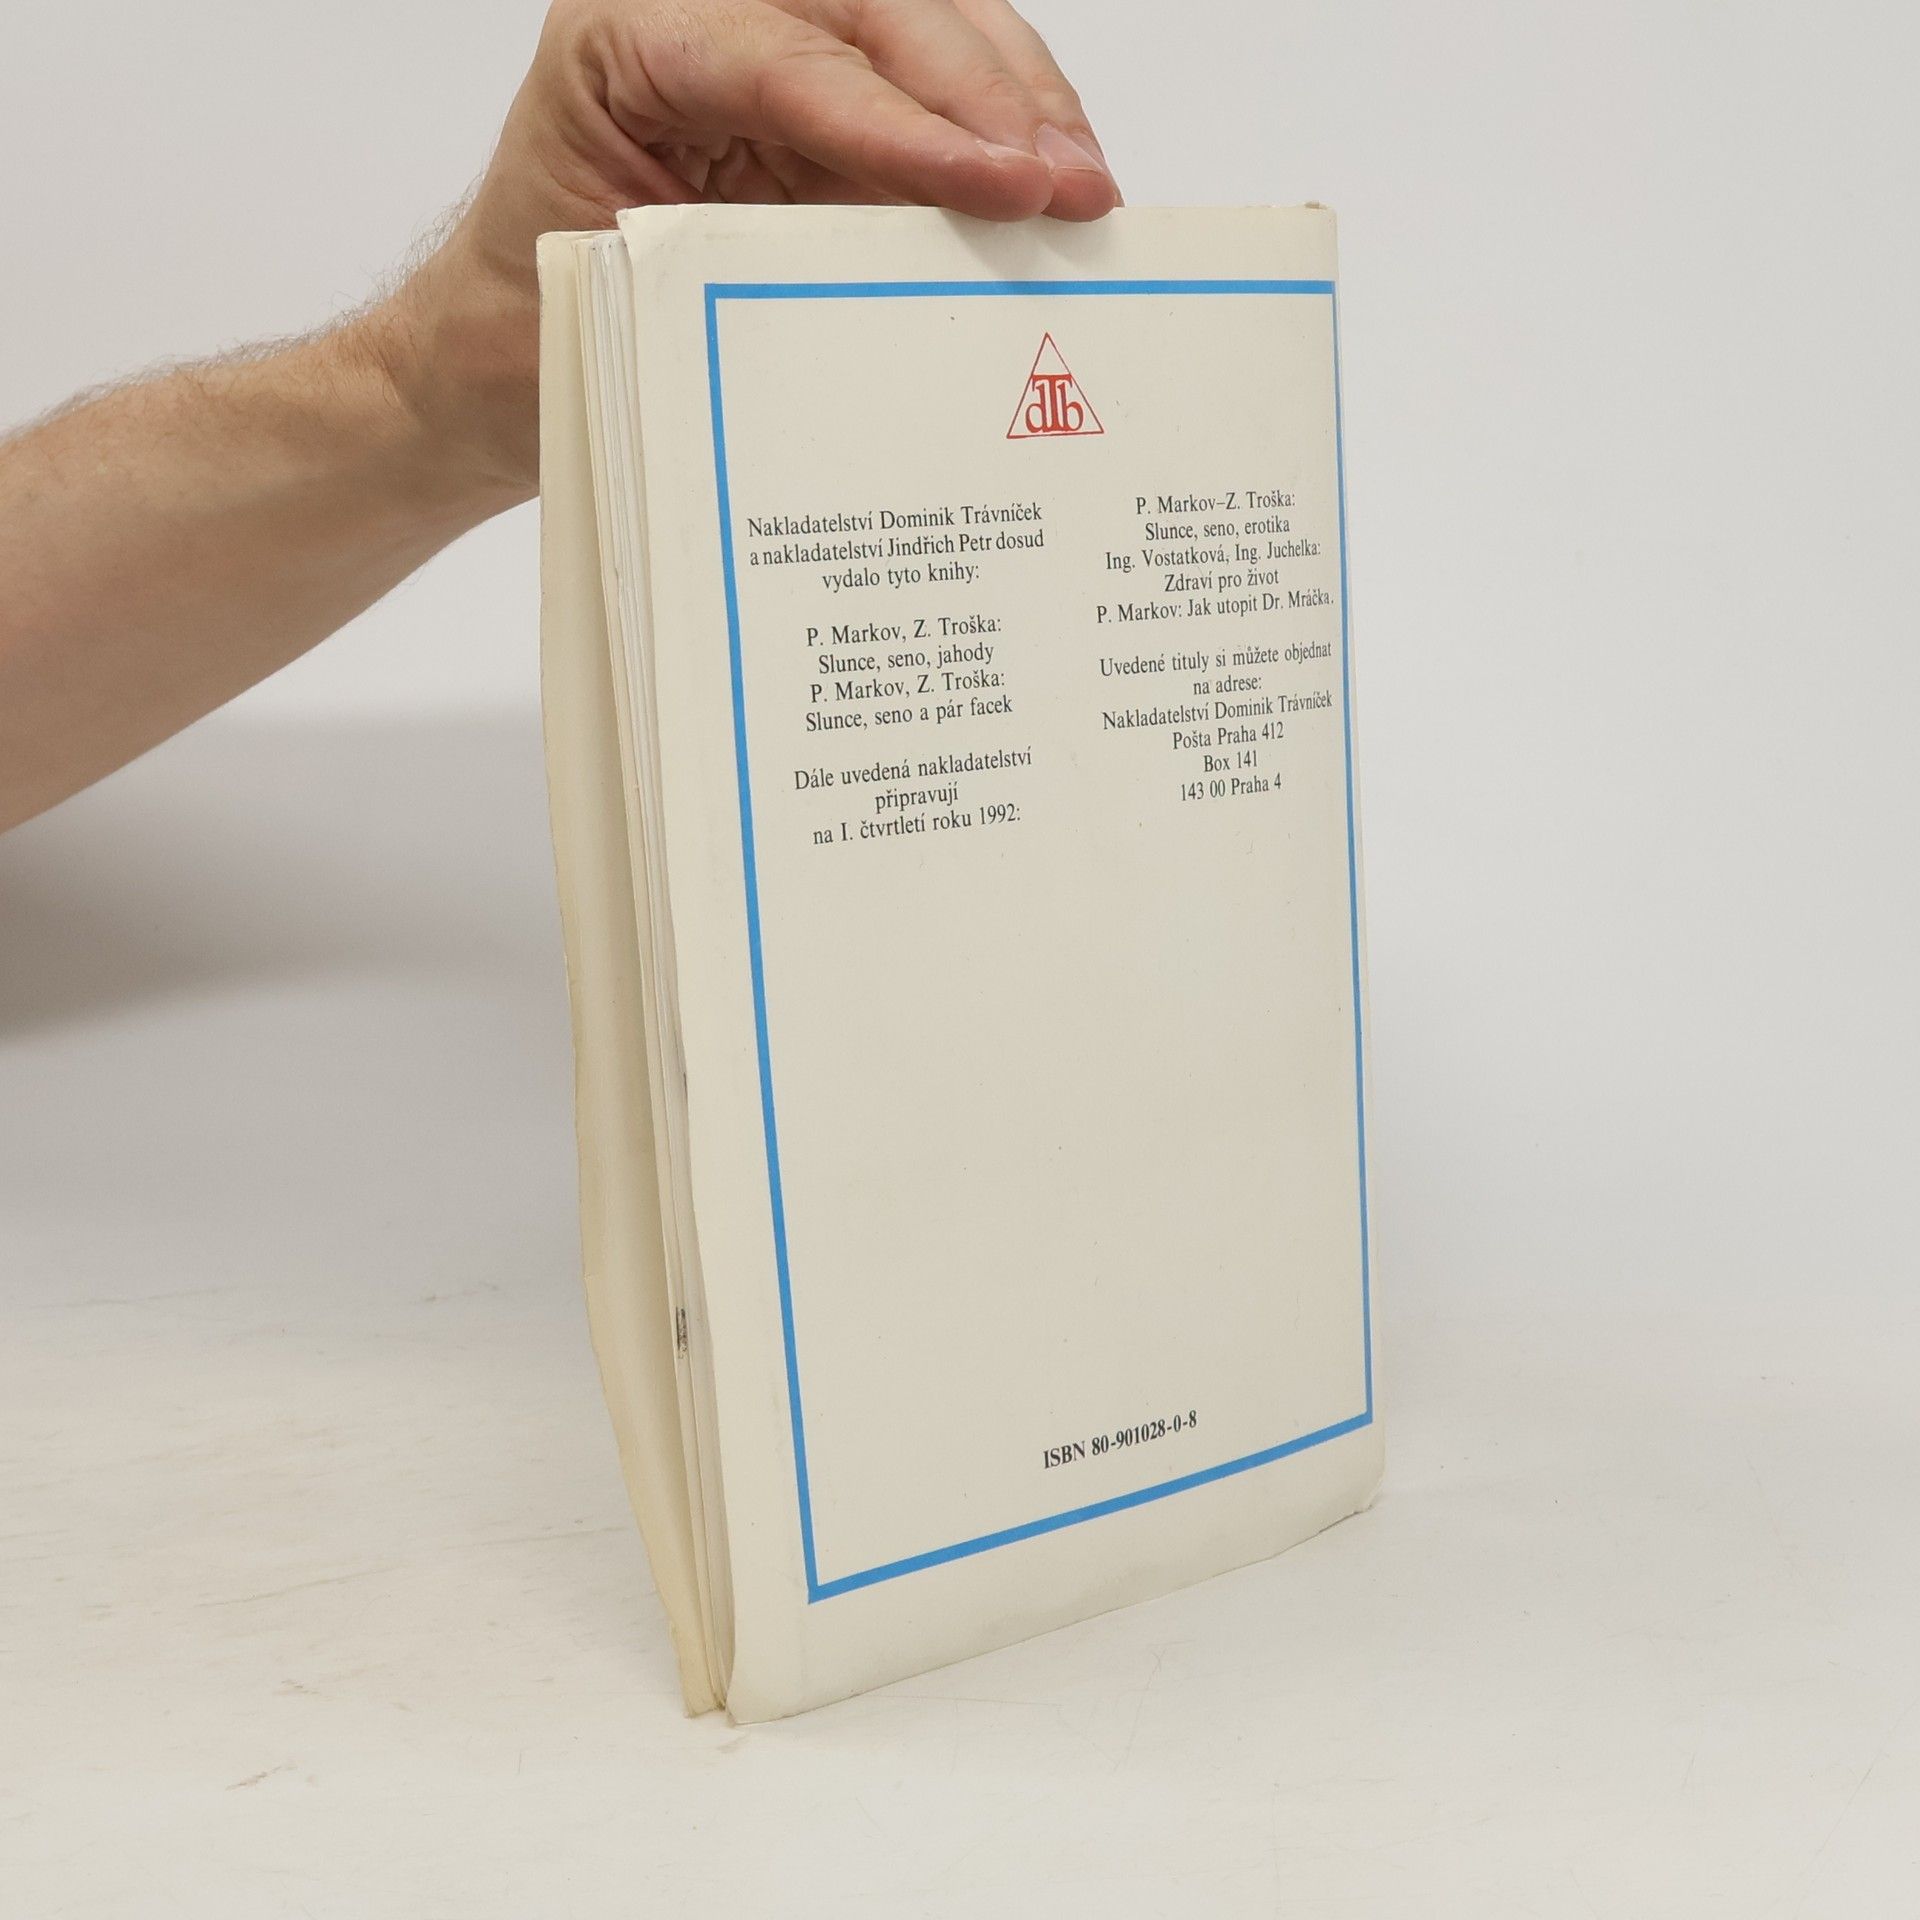 dTb
Nakladatelství Dominik Trávníček
a nakladatelství Jindřich Petr dosud
vydalo tyto knihy:
P. Markov, Z. Troška:
Slunce, seno, jahody
P. Markov, Z. Troška:
Slunce, seno a pár facek
Dále uvedená nakladatelství
připravují
na I. čtvrtletí roku 1992:
P. Markov–Z. Troška:
Slunce, seno, erotika
Ing. Vostatková, Ing. Juchelka:
Zdraví pro život
P. Markov: Jak utopit Dr. Mráčka.
Uvedené tituly si můžete objednat
na adrese:
Nakladatelství Dominik Trávníček
Pošta Praha 412
Box 141
143 00 Praha 4
ISBN 80-901028-0-8